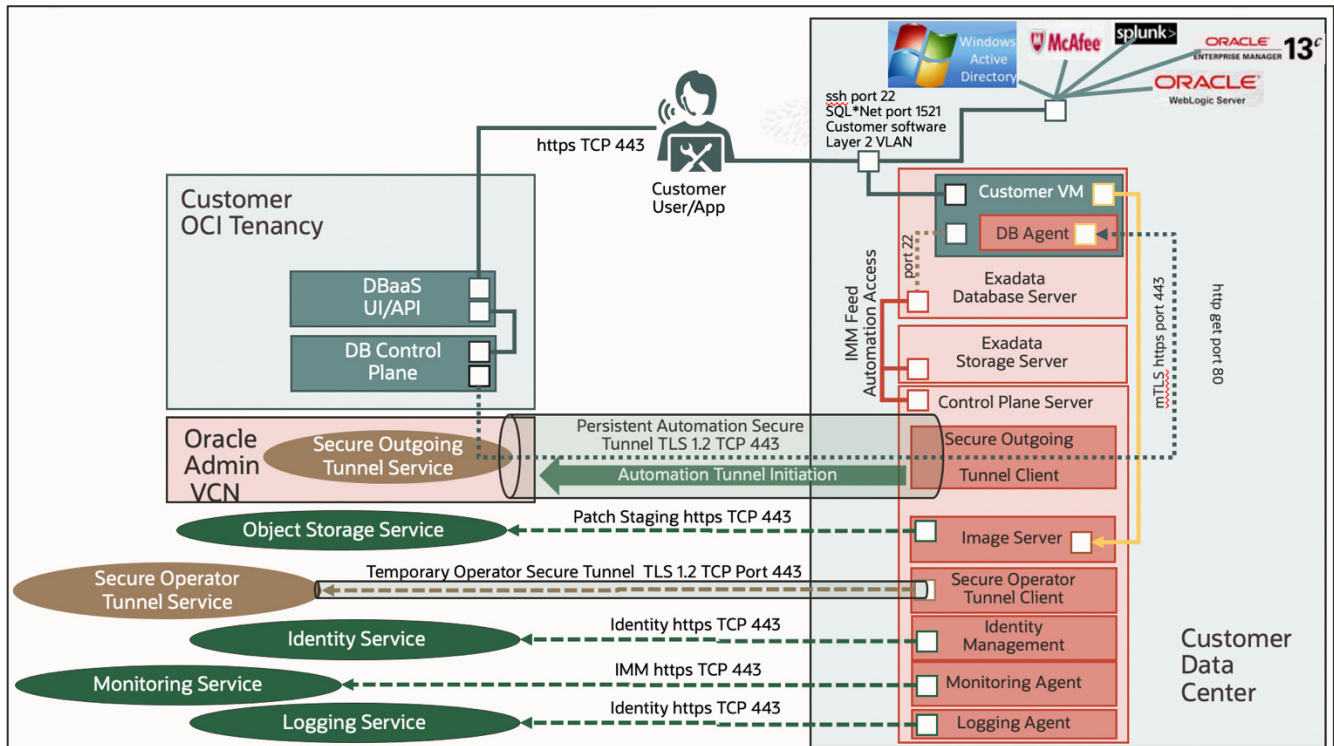 Windows
Active
Directory
McAfee
splunk>
ORACLE
ENTERPRISE MANAGER 13c
ORACLE
WebLogic Server
ssh port 22
SQL*Net port 1521
Customer software
Layer 2 VLAN
https TCP 443
Customer
User/App
Customer
OCI Tenancy
DBaaS
UI/API
DB Control
Plane
Customer VM
DB Agent
port 22
Exadata
Database Server
IMM Feed
Automation Access
Exadata
Storage Server
Control Plane Server
mTLS https port 443
http get port 80
Oracle
Admin
VCN
Secure Outgoing
Tunnel Service
Persistent Automation Secure
Tunnel TLS 1.2 TCP 443
Automation Tunnel Initiation
Secure Outgoing
Tunnel Client
Object Storage Service
Patch Staging https TCP 443
Image Server
Secure Operator
Tunnel Service
Temporary Operator Secure Tunnel TLS 1.2 TCP Port 443
Secure Operator
Tunnel Client
Identity Service
Identity https TCP 443
Identity
Management
Monitoring Service
IMM https TCP 443
Monitoring Agent
Logging Service
Identity https TCP 443
Logging Agent
Customer
Data
Center